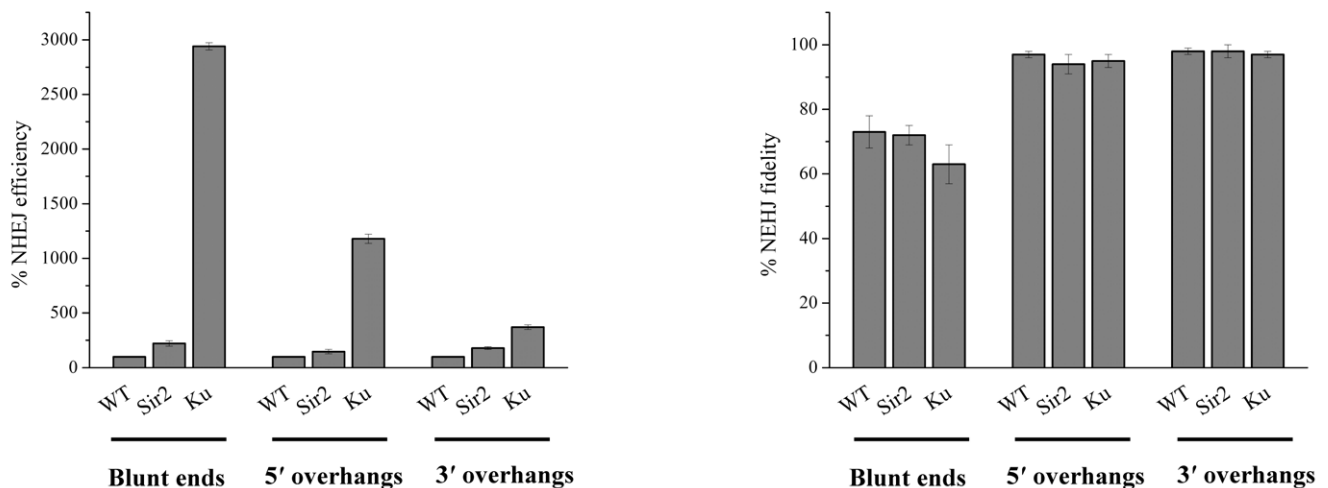 % NHEJ efficiency
3000
2500
2000
1500
1000
500
0
WT Sir2 Ku WT Sir2 Ku WT Sir2 Ku
Blunt ends 5′ overhangs 3′ overhangs
% NEHJ fidelity
100
80
60
40
20
0
WT Sir2 Ku WT Sir2 Ku WT Sir2 Ku
Blunt ends 5′ overhangs 3′ overhangs